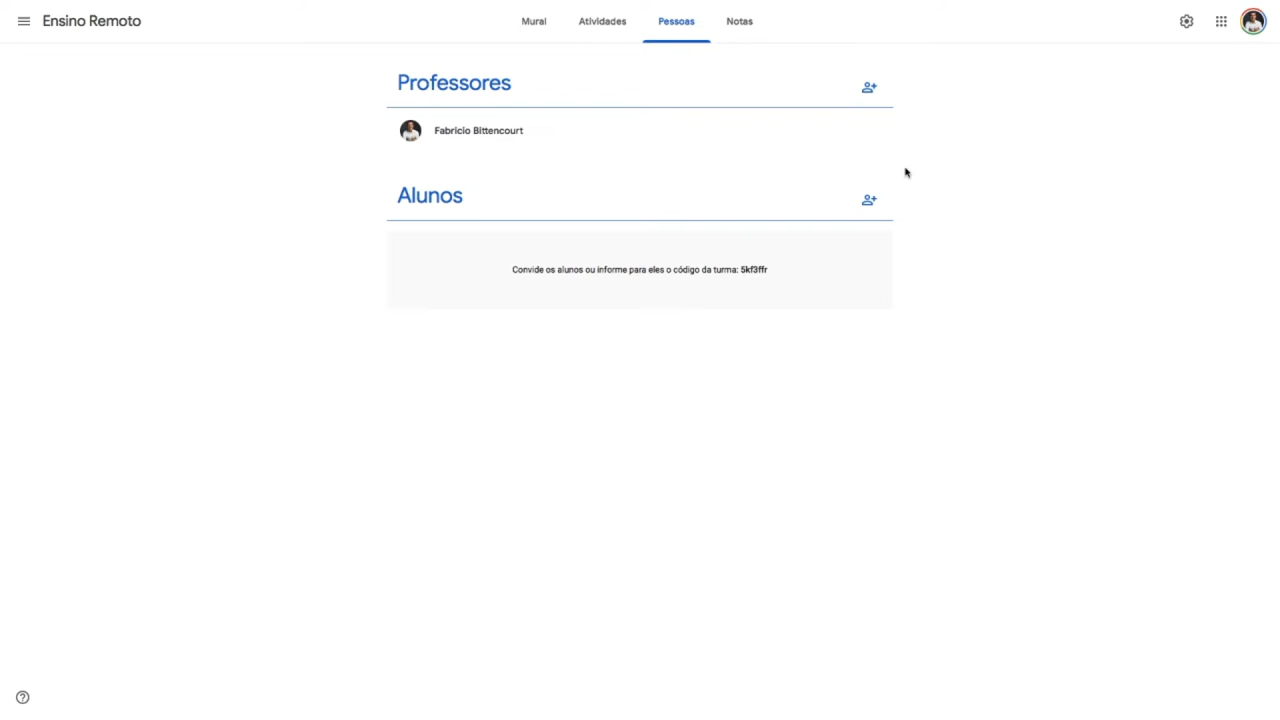 Ensino Remoto
Mural Atividades Pessoas Notas
Professores
Fabricio Bittencourt
Alunos
Convide os alunos ou informe para eles o código da turma: 5kf3ffr